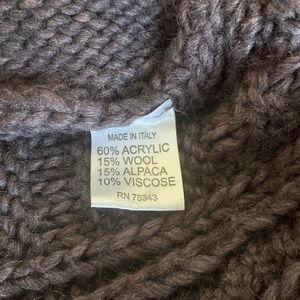 MADE IN ITALY
60% ACRYLIC
15% WOOL
15% ALPACA
10% VISCOSE
RN 75343